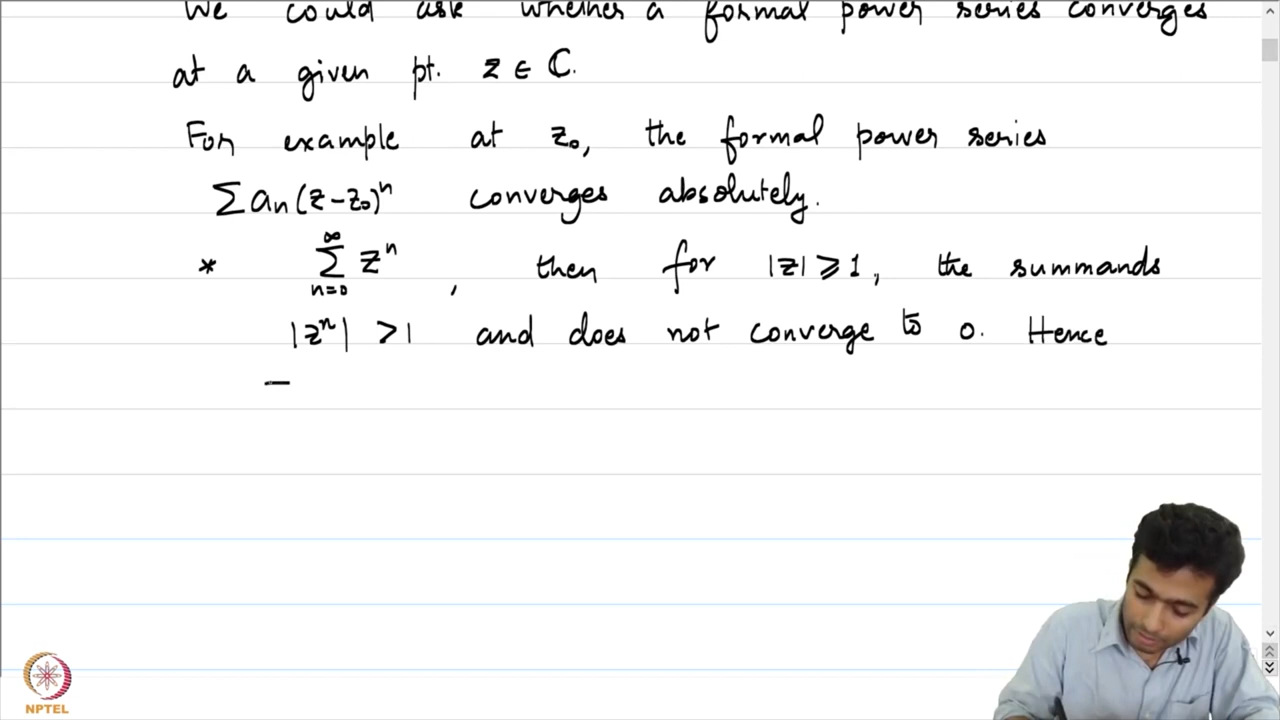 We could ask whether a formal power series converges
at a given pt. z ∈ ℂ.
For example at z₀, the formal power series
∑ aₙ(z-z₀)ⁿ converges absolutely.
* ∑_{n=0}^{∞} zⁿ , then for |z| ⩾ 1, the summands
|zⁿ| > 1 and does not converge to 0. Hence
NPTEL